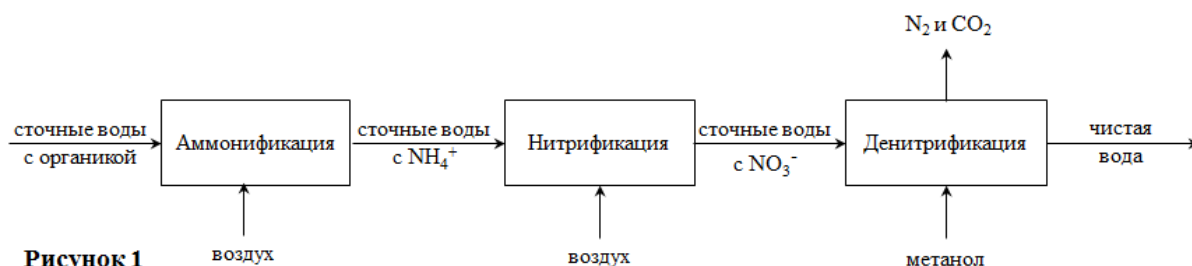 N₂ и CO₂
сточные воды
с органикой
Аммонификация
сточные воды
с NH₄⁺
Нитрификация
сточные воды
с NO₃⁻
Денитрификация
чистая
вода
воздух
воздух
метанол
Рисунок 1